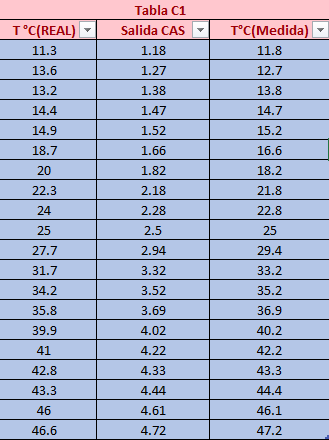 Tabla C1
T °C(REAL) Salida CAS T°C(Medida)
11.3 1.18 11.8
13.6 1.27 12.7
13.2 1.38 13.8
14.4 1.47 14.7
14.9 1.52 15.2
18.7 1.66 16.6
20 1.82 18.2
22.3 2.18 21.8
24 2.28 22.8
25 2.5 25
27.7 2.94 29.4
31.7 3.32 33.2
34.2 3.52 35.2
35.8 3.69 36.9
39.9 4.02 40.2
41 4.22 42.2
42.8 4.33 43.3
43.3 4.44 44.4
46 4.61 46.1
46.6 4.72 47.2